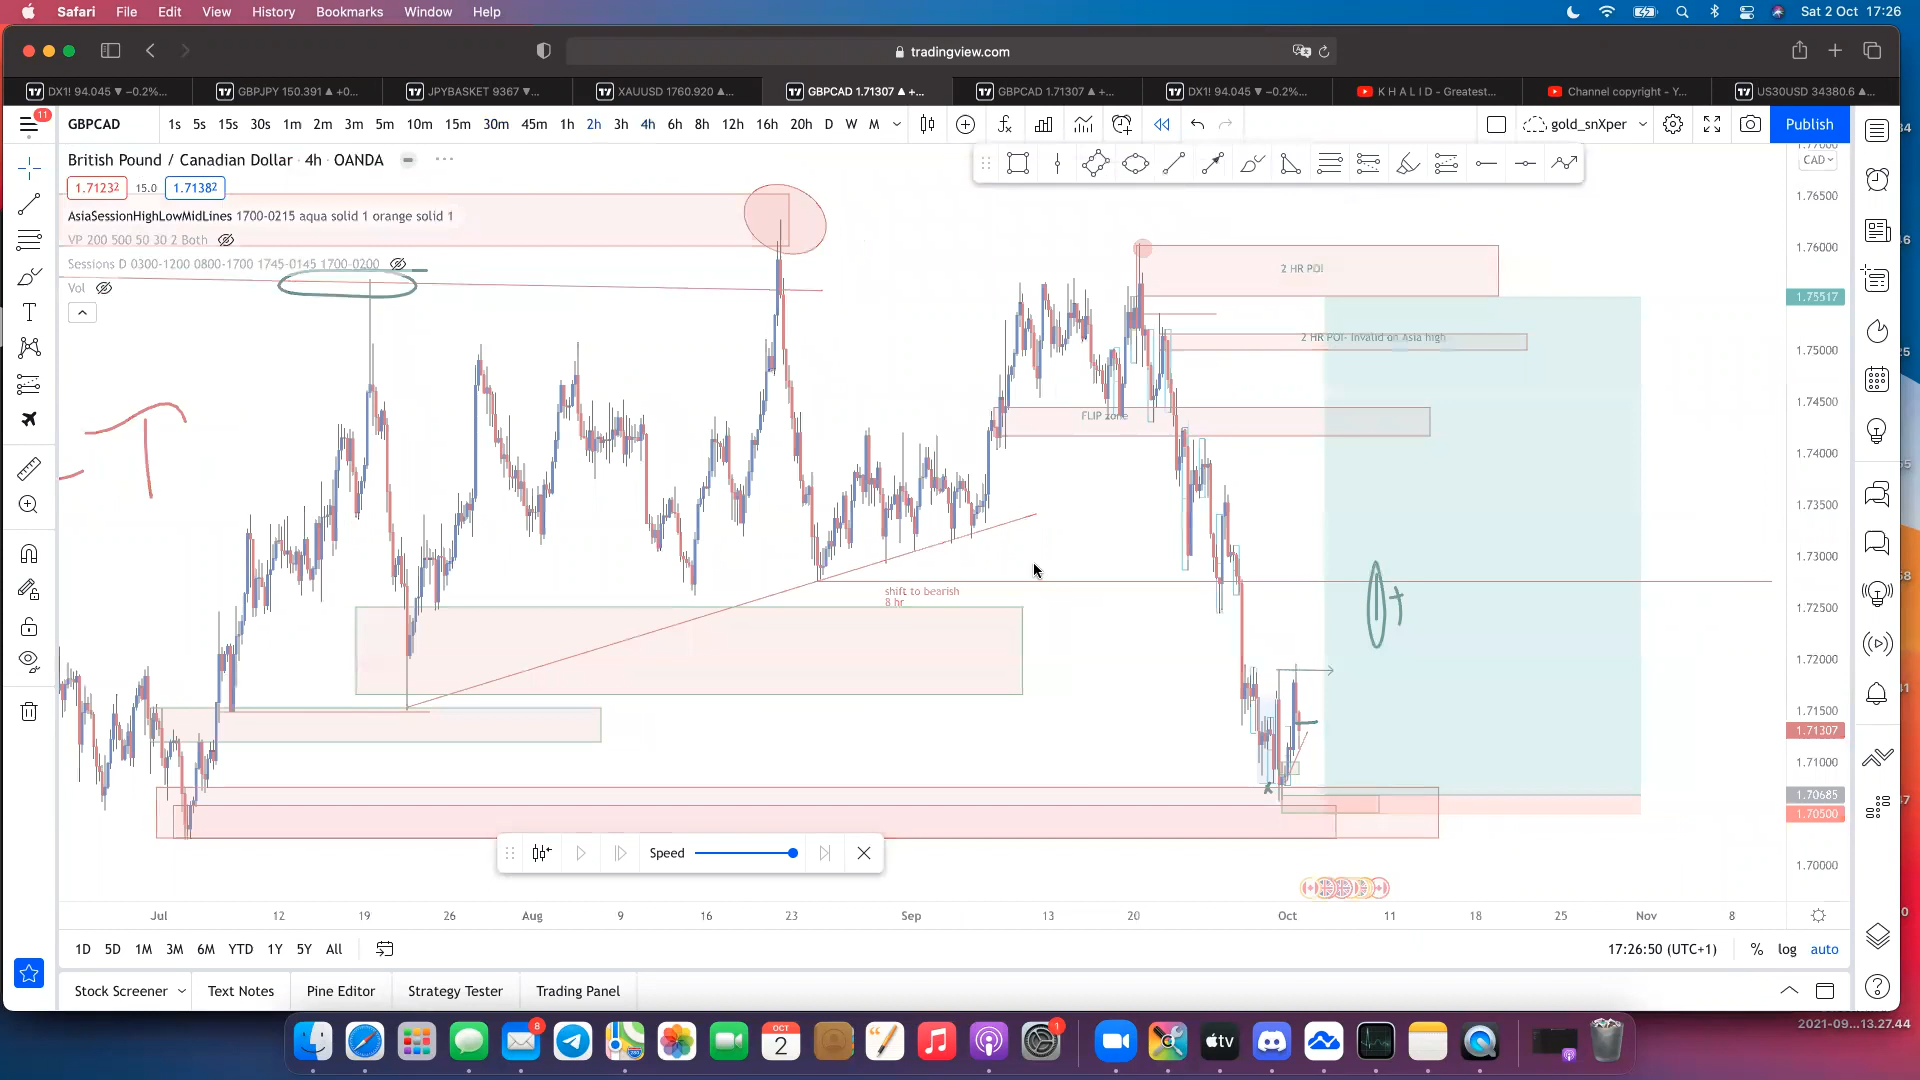 Safari File Edit View History Bookmarks Window Help Sat 2 Oct 17:26
tradingview.com
DX1! 94.045 ▼ −0.2%...
GBPJPY 150.391 ▲ +0...
JPYBASKET 9367 ▼...
XAUUSD 1760.920 ▲...
GBPCAD 1.71307 ▲ +...
GBPCAD 1.71307 ▲ +...
DX1! 94.045 ▼ −0.2%...
K H A L I D - Greatest...
Channel copyright - Y...
US30USD 34380.6 ▲...
11
GBPCAD 1s 5s 15s 30s 1m 2m 3m 5m 10m 15m 30m 45m 1h 2h 3h 4h 6h 8h 12h 16h 20h D W M gold_snXper Publish
British Pound / Canadian Dollar · 4h · OANDA
CAD
1.71232 15.0 1.71382
AsiaSessionHighLowMidLines 1700-0215 aqua solid 1 orange solid 1
VP 200 500 50 30 2 Both
Sessions D 0300-1200 0800-1700 1745-0145 1700-0200
Vol
2 HR POI
2 HR POI- Invalid on Asia high
FLIP zone
shift to bearish
8 hr
1.76500
1.76000
1.75517
1.75000
1.74500
1.74000
1.73500
1.73000
1.72500
1.72000
1.71500
1.71307
1.71000
1.70685
1.70500
1.70000
Speed
Jul 12 19 26 Aug 9 16 23 Sep 13 20 Oct 11 18 25 Nov 8
1D 5D 1M 3M 6M YTD 1Y 5Y All 17:26:50 (UTC+1) % log auto
Stock Screener Text Notes Pine Editor Strategy Tester Trading Panel
2021-09...13.27.44
8
OCT
2
1
tv